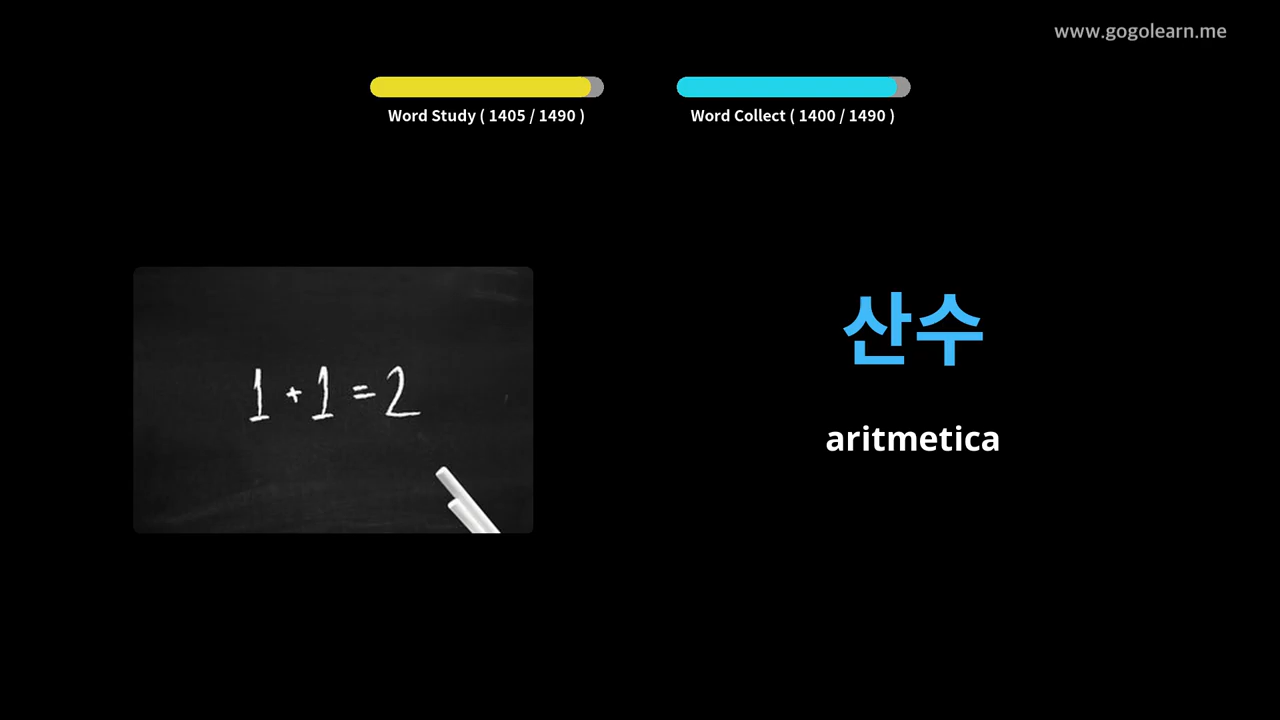 www.gogolearn.me
Word Study ( 1405 / 1490 )
Word Collect ( 1400 / 1490 )
1 + 1 = 2
산수
aritmetica